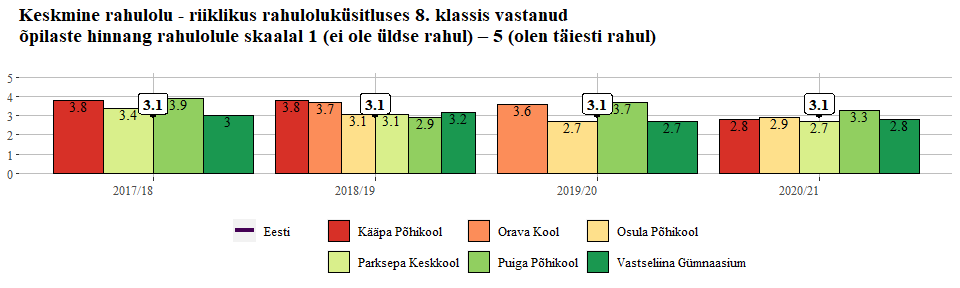 Keskmine rahulolu - riiklikus rahuloluküsitluses 8. klassis vastanud
õpilaste hinnang rahulolule skaalal 1 (ei ole üldse rahul) – 5 (olen täiesti rahul)
5
4
3
2
1
0
3.8 3.4 3.1 3.9 3
3.8 3.7 3.1 3.1 3.1 2.9 3.2
3.6 2.7 3.1 3.7 2.7
2.8 2.9 2.7 3.1 3.3 2.8
2017/18 2018/19 2019/20 2020/21
Eesti Kääpa Põhikool Orava Kool Osula Põhikool
Parksepa Keskkool Puiga Põhikool Vastseliina Gümnaasium